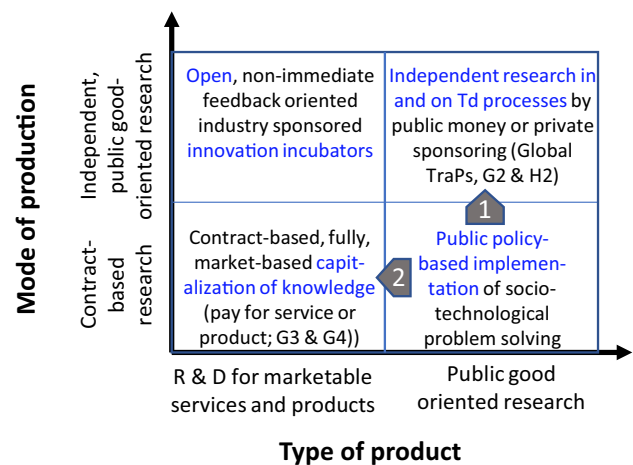 Mode of production
Independent,
public good-
oriented research
Contract-
based
research
Open, non-immediate
feedback oriented
industry sponsored
innovation incubators
Independent research in
and on Td processes by
public money or private
sponsoring (Global
TraPs, G2 & H2)
1
Contract-based, fully,
market-based capit-
alization of knowledge
(pay for service or
product; G3 & G4))
2
Public policy-
based implemen-
tation of socio-
technological
problem solving
R & D for marketable
services and products
Public good
oriented research
Type of product